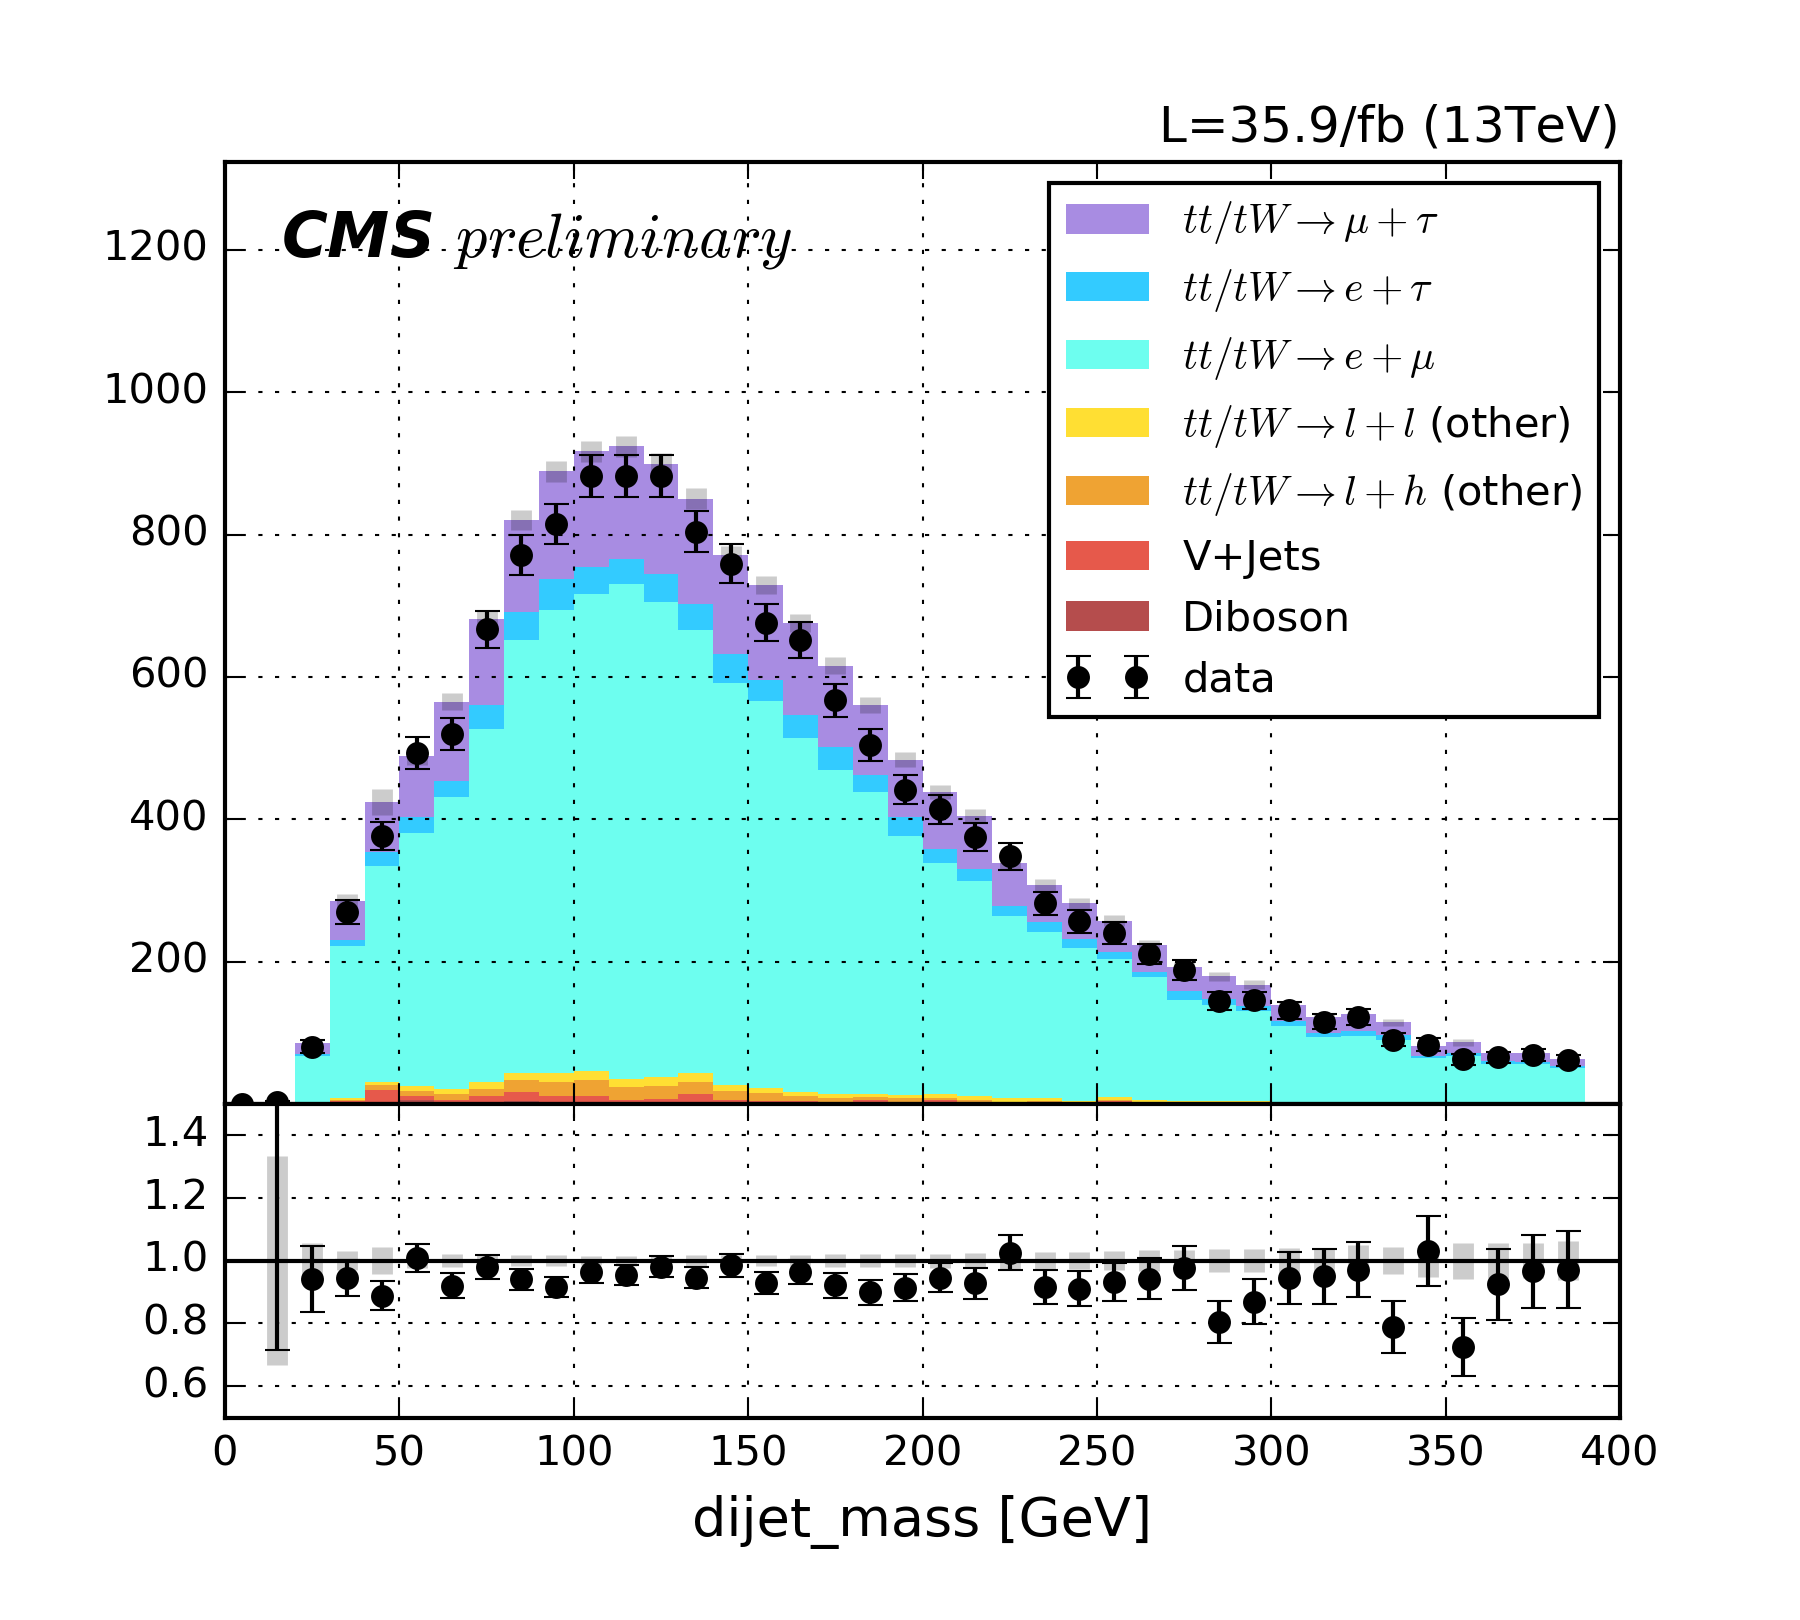 L=35.9/fb (13TeV)
CMS preliminary
1200
1000
800
600
400
200
tt/tW → μ + τ
tt/tW → e + τ
tt/tW → e + μ
tt/tW → l + l (other)
tt/tW → l + h (other)
V+Jets
Diboson
data
1.4
1.2
1.0
0.8
0.6
0 50 100 150 200 250 300 350 400
dijet_mass [GeV]